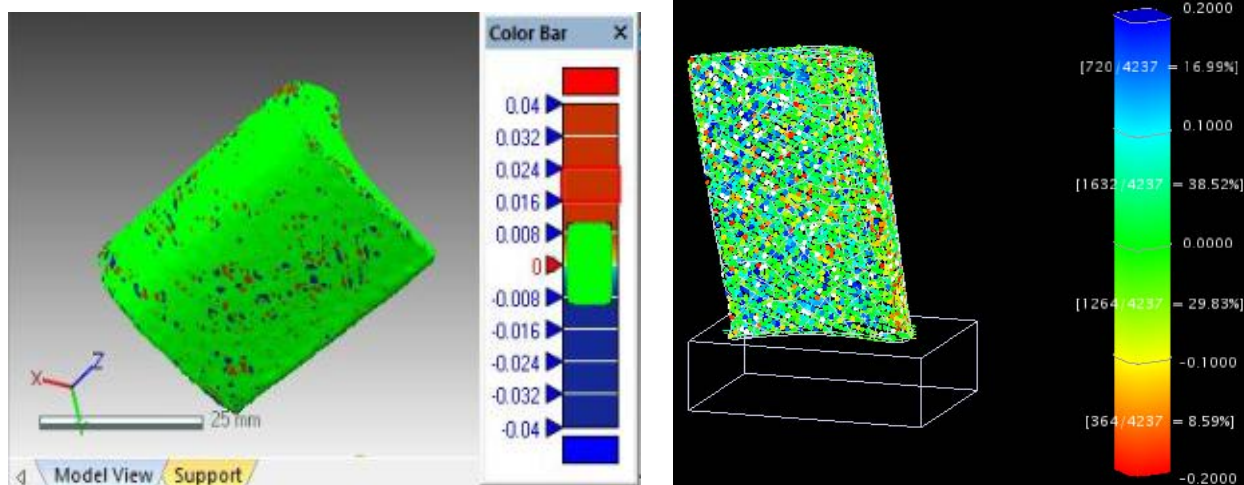 Color Bar X
0.04
0.032
0.024
0.016
0.008
0
-0.008
-0.016
-0.024
-0.032
-0.04
X
Z
Y
25 mm
Model View Support
0.2000
[720/4237 = 16.99%]
0.1000
[1632/4237 = 38.52%]
0.0000
[1264/4237 = 29.83%]
-0.1000
[364/4237 = 8.59%]
-0.2000